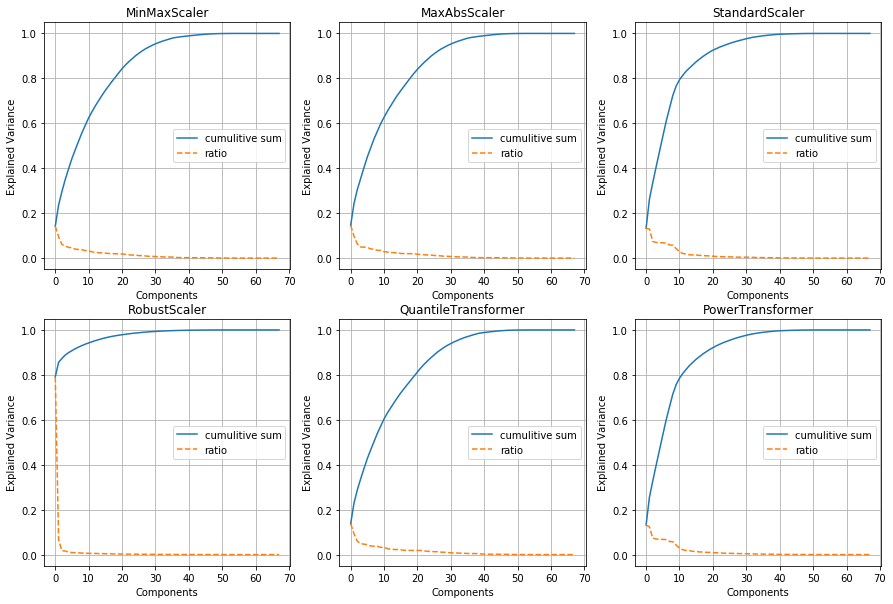 MinMaxScaler
Explained Variance
1.0
0.8
0.6
0.4
0.2
0.0
cumulitive sum
ratio
0 10 20 30 40 50 60 70
Components
MaxAbsScaler
Explained Variance
1.0
0.8
0.6
0.4
0.2
0.0
cumulitive sum
ratio
0 10 20 30 40 50 60 70
Components
StandardScaler
Explained Variance
1.0
0.8
0.6
0.4
0.2
0.0
cumulitive sum
ratio
0 10 20 30 40 50 60 70
Components
RobustScaler
Explained Variance
1.0
0.8
0.6
0.4
0.2
0.0
cumulitive sum
ratio
0 10 20 30 40 50 60 70
Components
QuantileTransformer
Explained Variance
1.0
0.8
0.6
0.4
0.2
0.0
cumulitive sum
ratio
0 10 20 30 40 50 60 70
Components
PowerTransformer
Explained Variance
1.0
0.8
0.6
0.4
0.2
0.0
cumulitive sum
ratio
0 10 20 30 40 50 60 70
Components